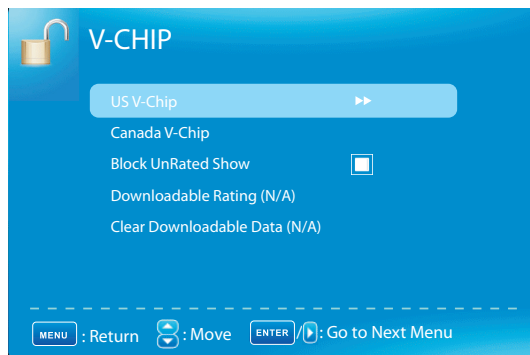 V-CHIP
US V-Chip
Canada V-Chip
Block UnRated Show
Downloadable Rating (N/A)
Clear Downloadable Data (N/A)
MENU : Return : Move ENTER / : Go to Next Menu